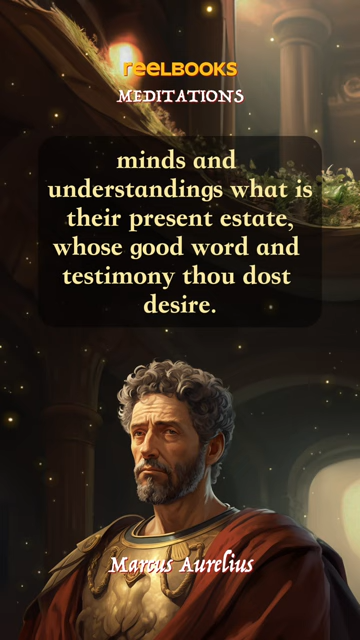 reelBOOKS
MEDITATIONS
minds and
understandings what is
their present estate,
whose good word and
testimony thou dost
desire.
Marcus Aurelius